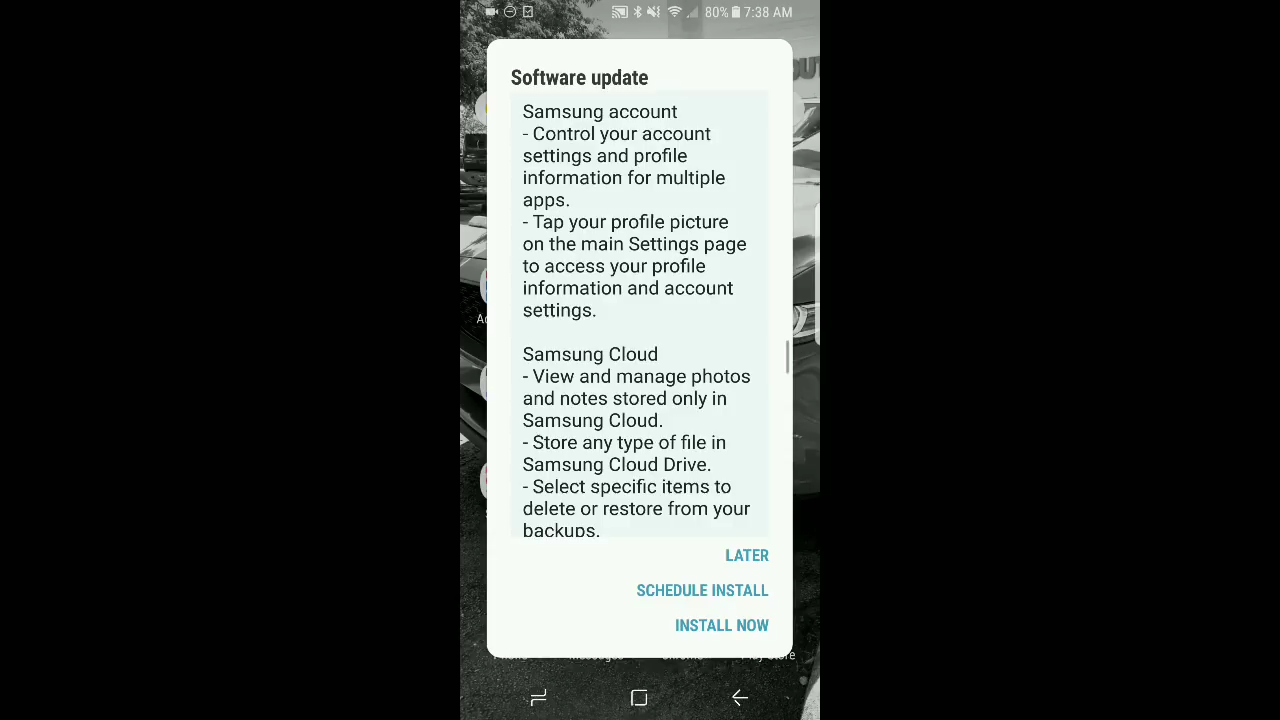 80% 7:38 AM
Software update
Samsung account
- Control your account
settings and profile
information for multiple
apps.
- Tap your profile picture
on the main Settings page
to access your profile
information and account
settings.
Samsung Cloud
- View and manage photos
and notes stored only in
Samsung Cloud.
- Store any type of file in
Samsung Cloud Drive.
- Select specific items to
delete or restore from your
backups.
LATER
SCHEDULE INSTALL
INSTALL NOW